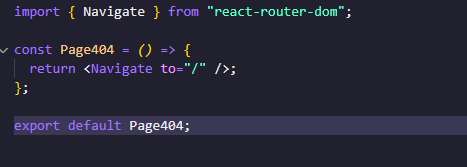 import { Navigate } from "react-router-dom";
const Page404 = () => {
return <Navigate to="/" />;
};
export default Page404;